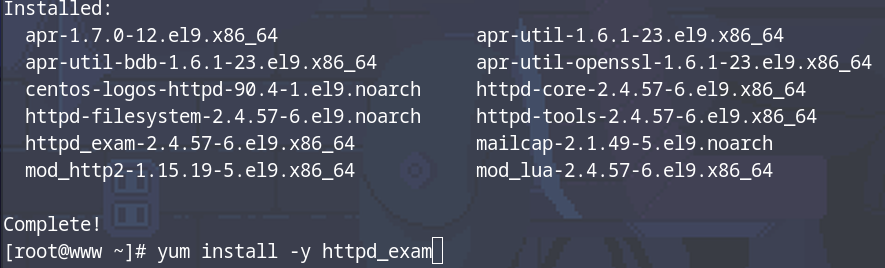 Installed:
apr-1.7.0-12.el9.x86_64 apr-util-1.6.1-23.el9.x86_64
apr-util-bdb-1.6.1-23.el9.x86_64 apr-util-openssl-1.6.1-23.el9.x86_64
centos-logos-httpd-90.4-1.el9.noarch httpd-core-2.4.57-6.el9.x86_64
httpd-filesystem-2.4.57-6.el9.noarch httpd-tools-2.4.57-6.el9.x86_64
httpd_exam-2.4.57-6.el9.x86_64 mailcap-2.1.49-5.el9.noarch
mod_http2-1.15.19-5.el9.x86_64 mod_lua-2.4.57-6.el9.x86_64
Complete!
[root@www ~]# yum install -y httpd_exam